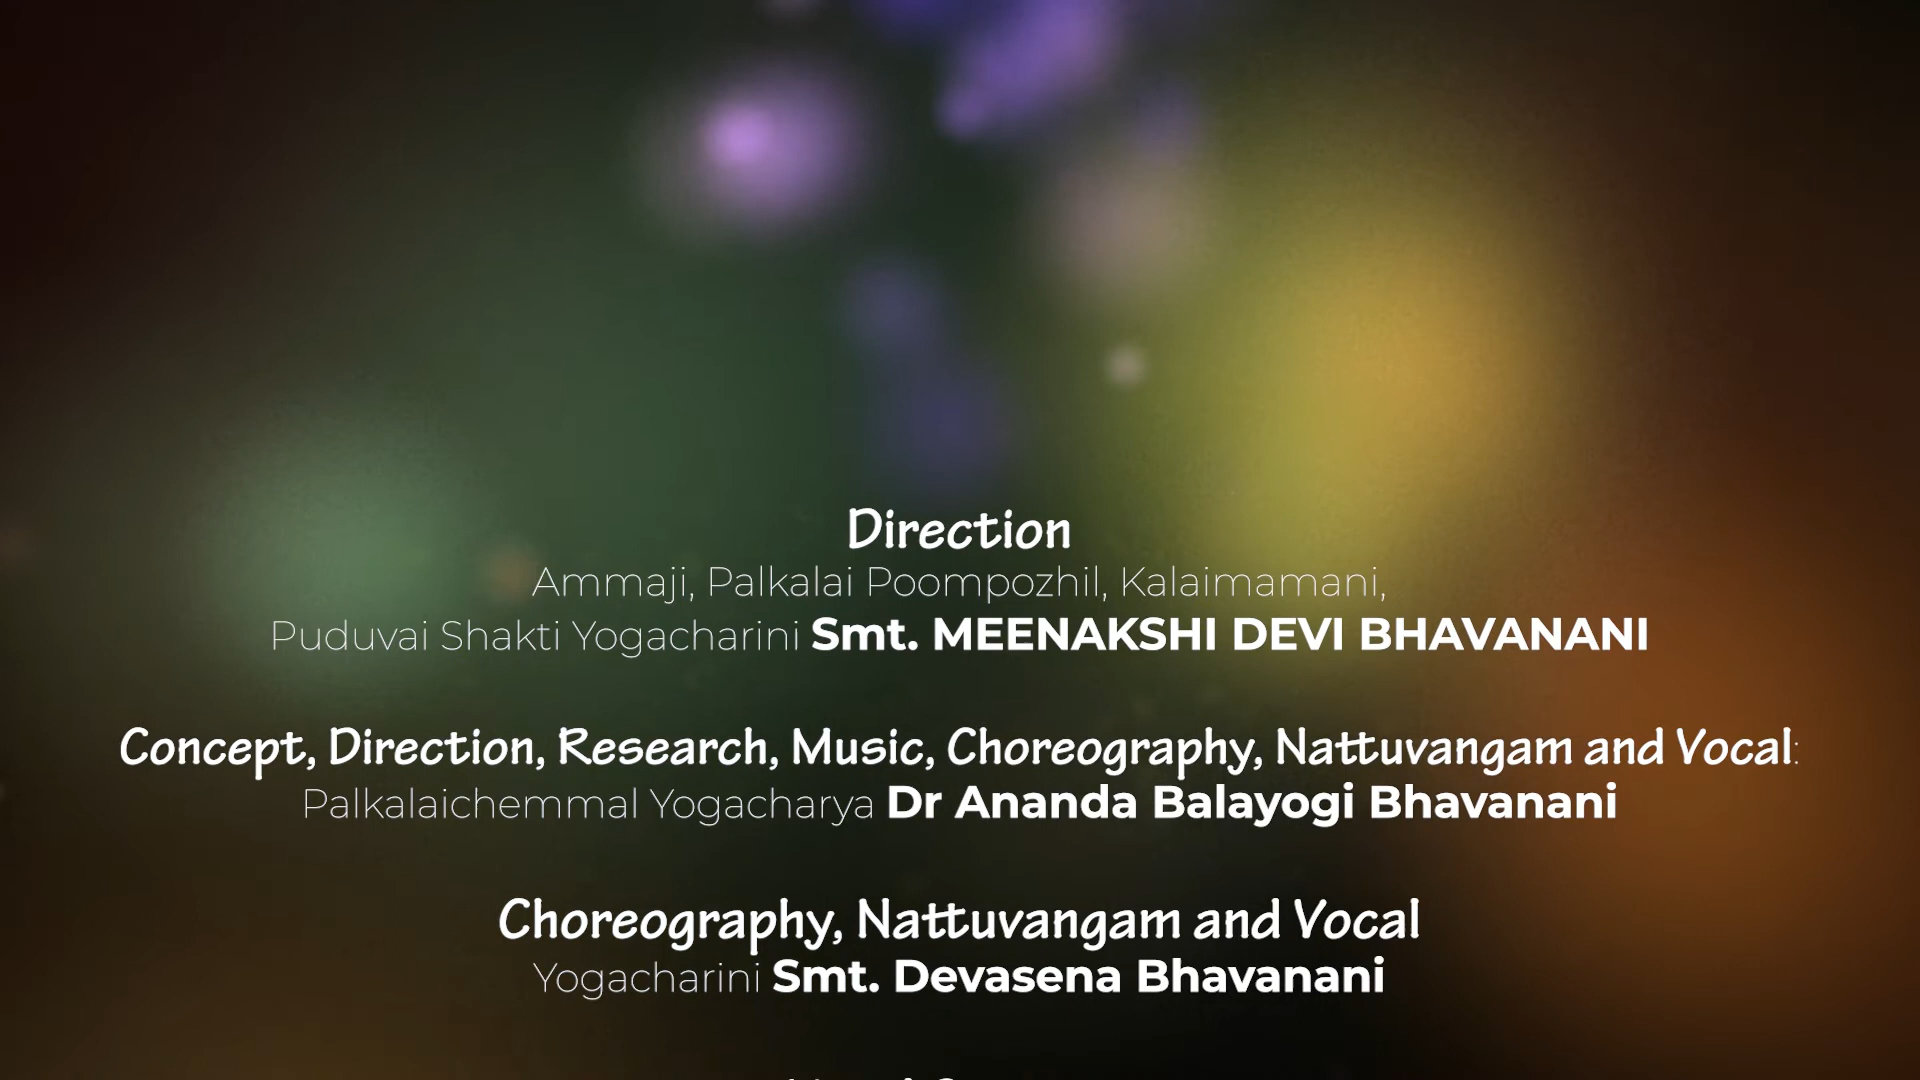 Direction
Ammaji, Palkalai Poompozhil, Kalaimamani,
Puduvai Shakti Yogacharini Smt. MEENAKSHI DEVI BHAVANANI
Concept, Direction, Research, Music, Choreography, Nattuvangam and Vocal:
Palkalaichemmal Yogacharya Dr Ananda Balayogi Bhavanani
Choreography, Nattuvangam and Vocal
Yogacharini Smt. Devasena Bhavanani